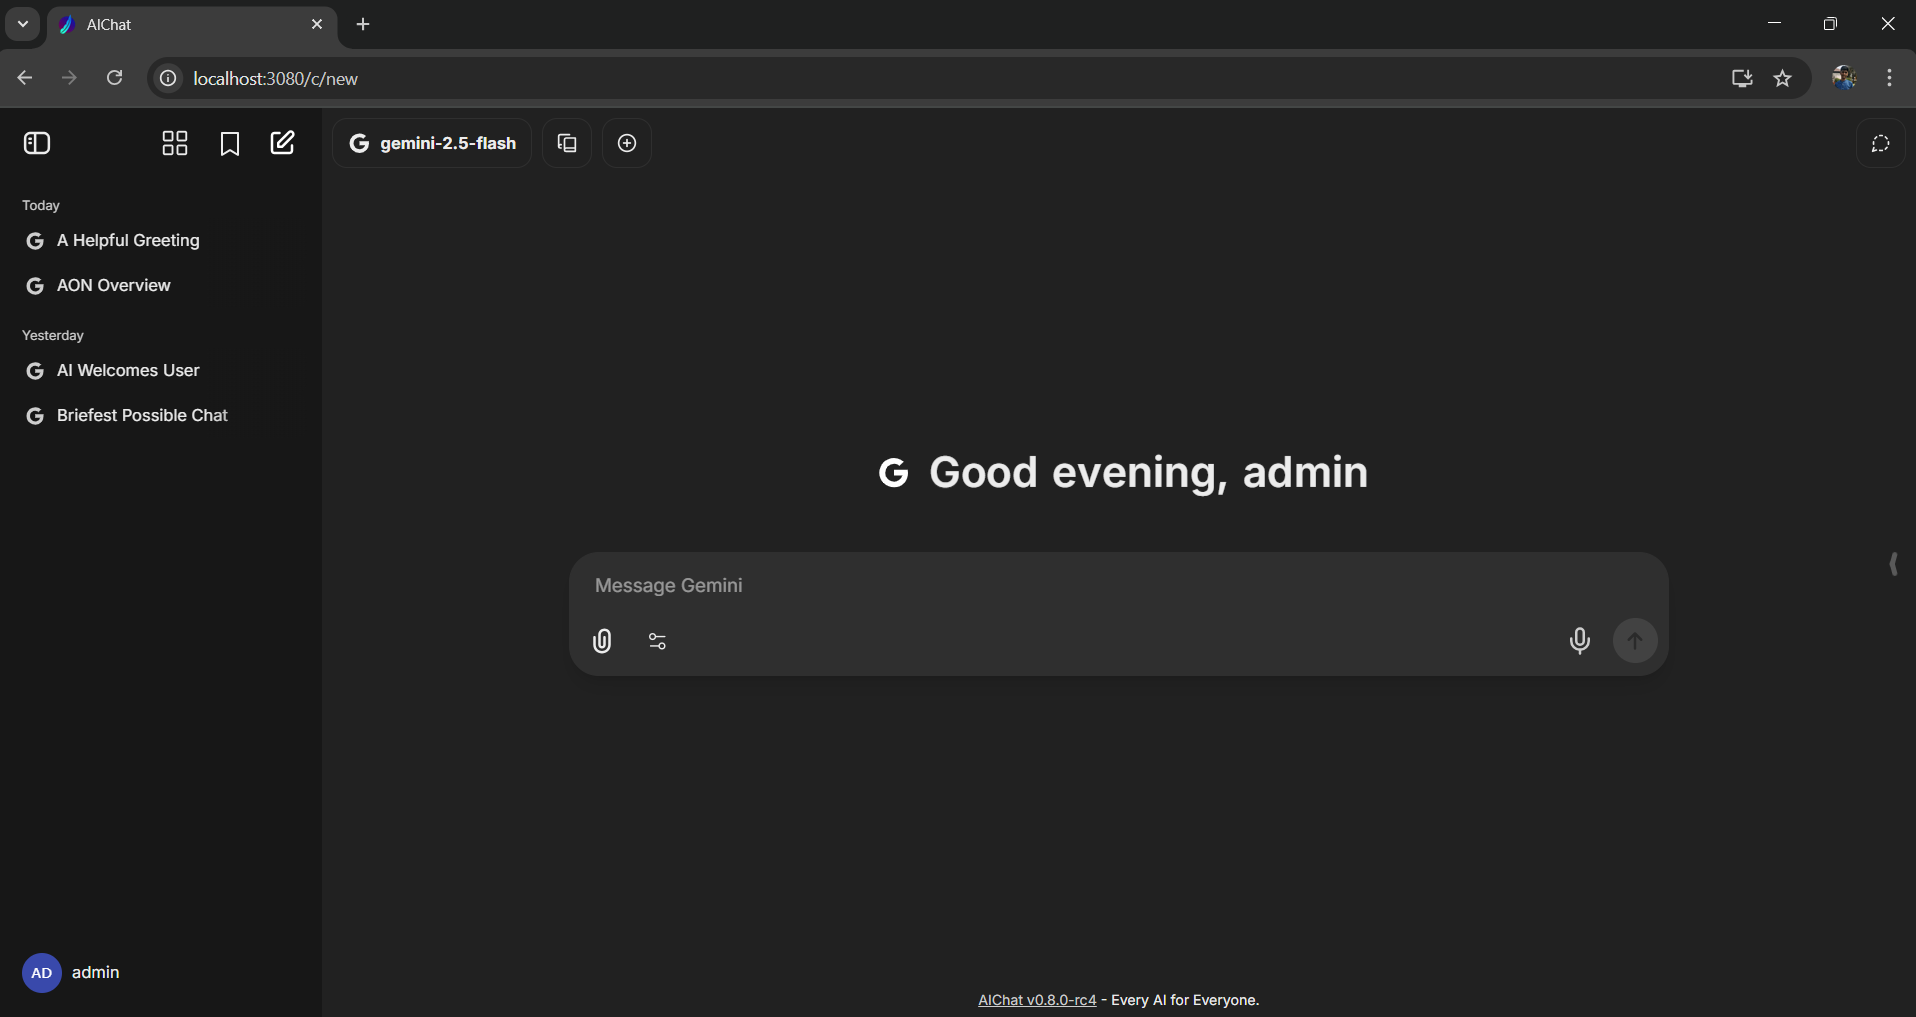 AIChat
localhost:3080/c/new
gemini-2.5-flash
Today
A Helpful Greeting
AON Overview
Yesterday
AI Welcomes User
Briefest Possible Chat
Good evening, admin
Message Gemini
AD admin
AIChat v0.8.0-rc4 - Every AI for Everyone.